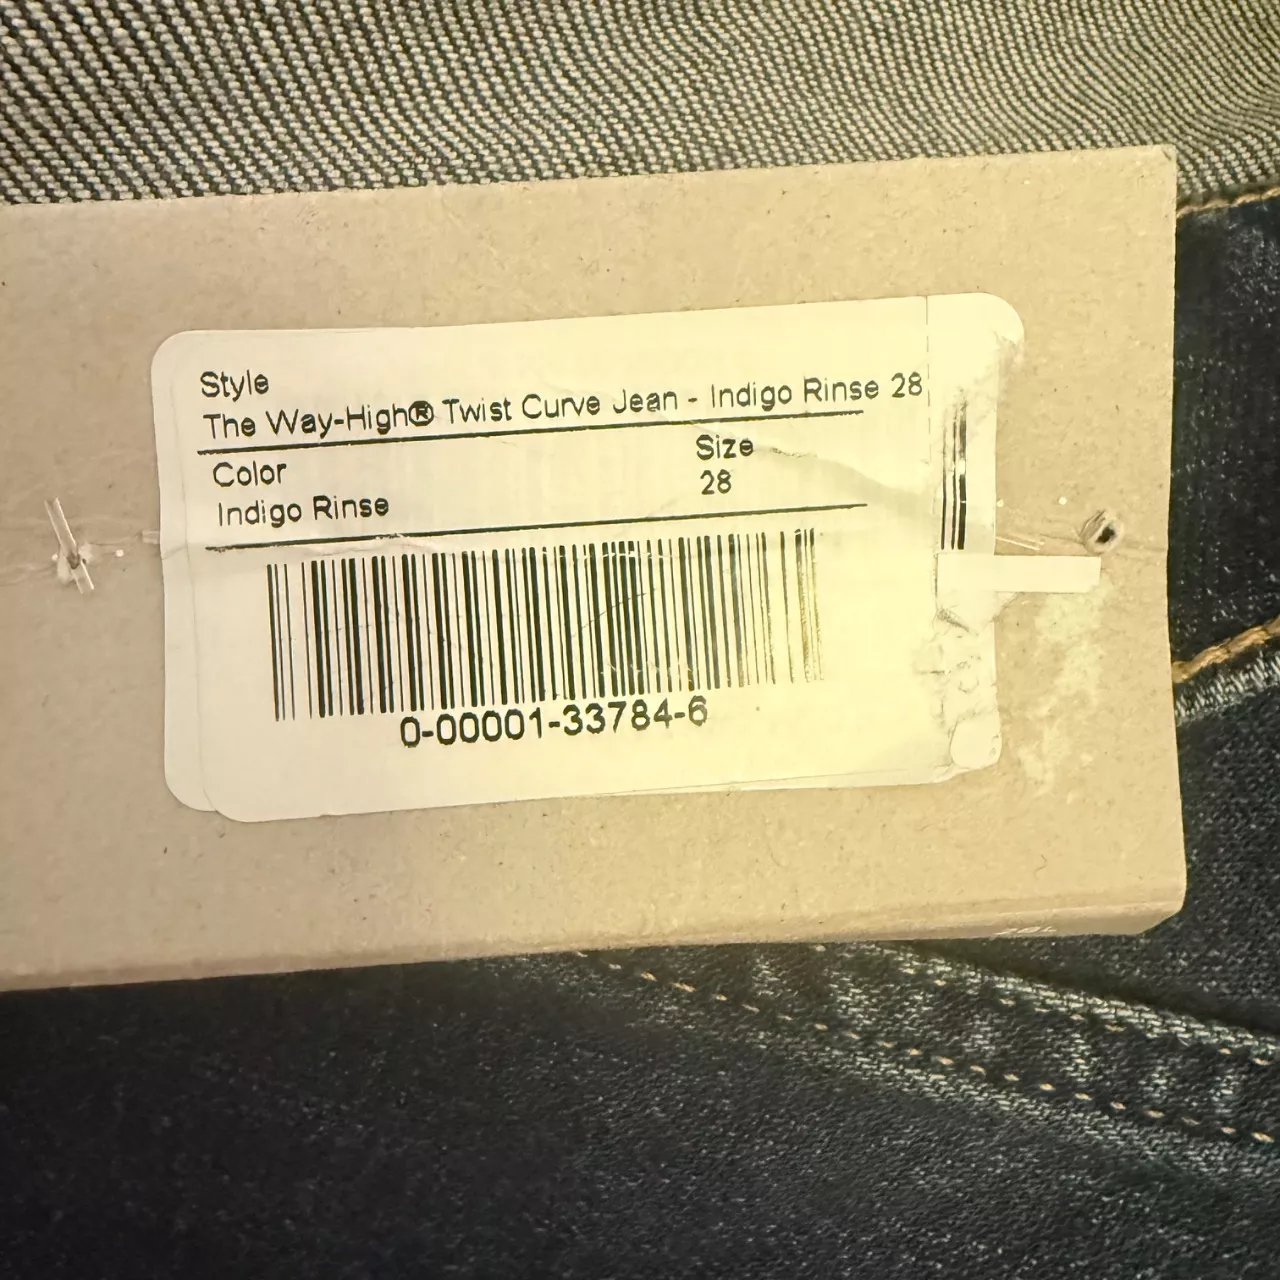 Style
The Way-High® Twist Curve Jean - Indigo Rinse 28
Color
Size
Indigo Rinse
28
0-00001-33784-6